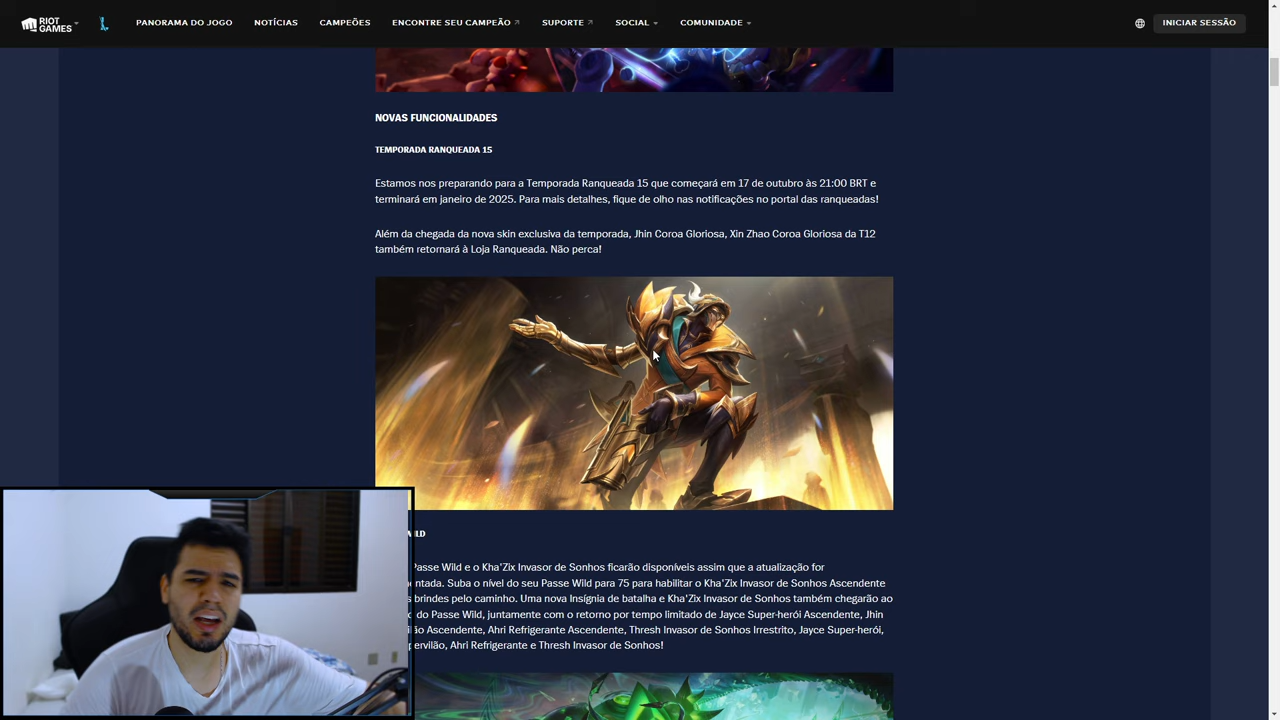 RIOT GAMES
PANORAMA DO JOGO
NOTÍCIAS
CAMPEÕES
ENCONTRE SEU CAMPEÃO
SUPORTE
SOCIAL
COMUNIDADE
INICIAR SESSÃO
NOVAS FUNCIONALIDADES
TEMPORADA RANQUEADA 15
Estamos nos preparando para a Temporada Ranqueada 15 que começará em 17 de outubro às 21:00 BRT e
terminará em janeiro de 2025. Para mais detalhes, fique de olho nas notificações no portal das ranqueadas!
Além da chegada da nova skin exclusiva da temporada, Jhin Coroa Gloriosa, Xin Zhao Coroa Gloriosa da T12
também retornará à Loja Ranqueada. Não perca!
Passe Wild e o Kha'Zix Invasor de Sonhos ficarão disponíveis assim que a atualização for
Suba o nível do seu Passe Wild para 75 para habilitar o Kha'Zix Invasor de Sonhos Ascendente
brindes pelo caminho. Uma nova Insígnia de batalha e Kha'Zix Invasor de Sonhos também chegarão ao
do Passe Wild, juntamente com o retorno por tempo limitado de Jayce Super-herói Ascendente, Jhin
Ascendente, Ahri Refrigerante Ascendente, Thresh Invasor de Sonhos Irrestrito, Jayce Super-herói,
Ahri Refrigerante e Thresh Invasor de Sonhos!